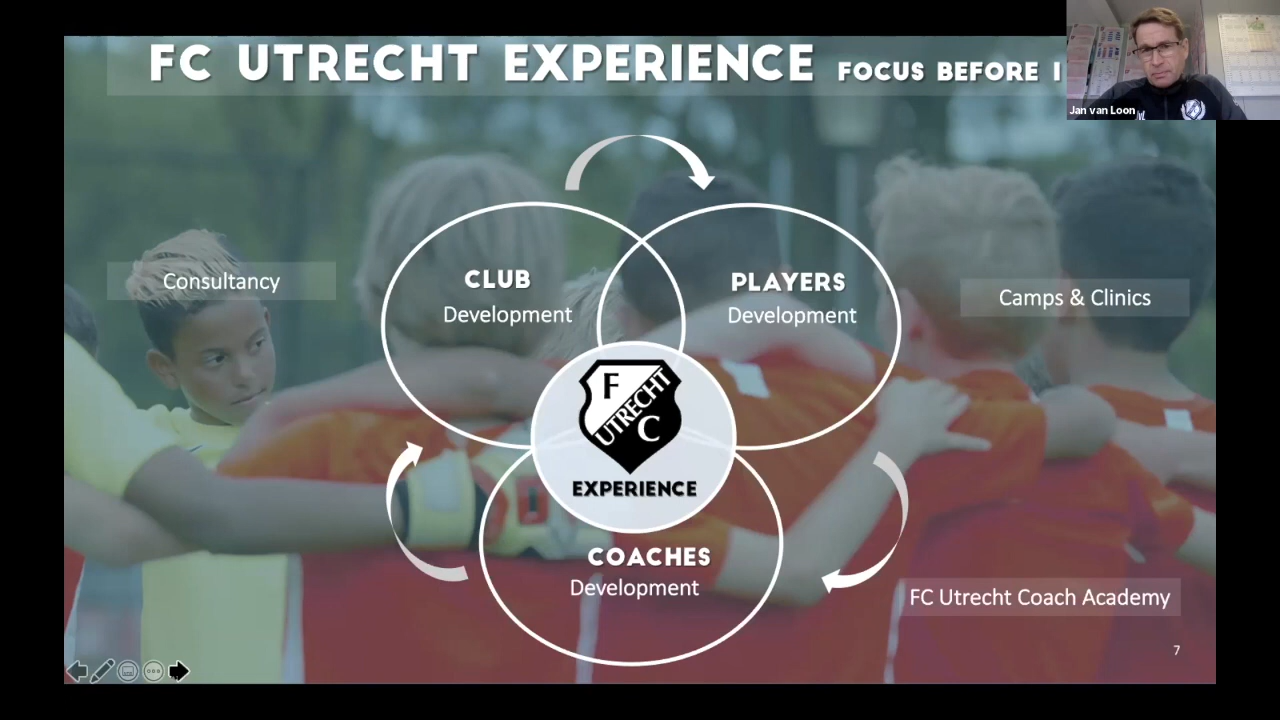 FC UTRECHT EXPERIENCE FOCUS BEFORE
Jan van Loon
Consultancy
CLUB
Development
PLAYERS
Development
Camps & Clinics
F
UTRECHT
C
EXPERIENCE
COACHES
Development
FC Utrecht Coach Academy
7